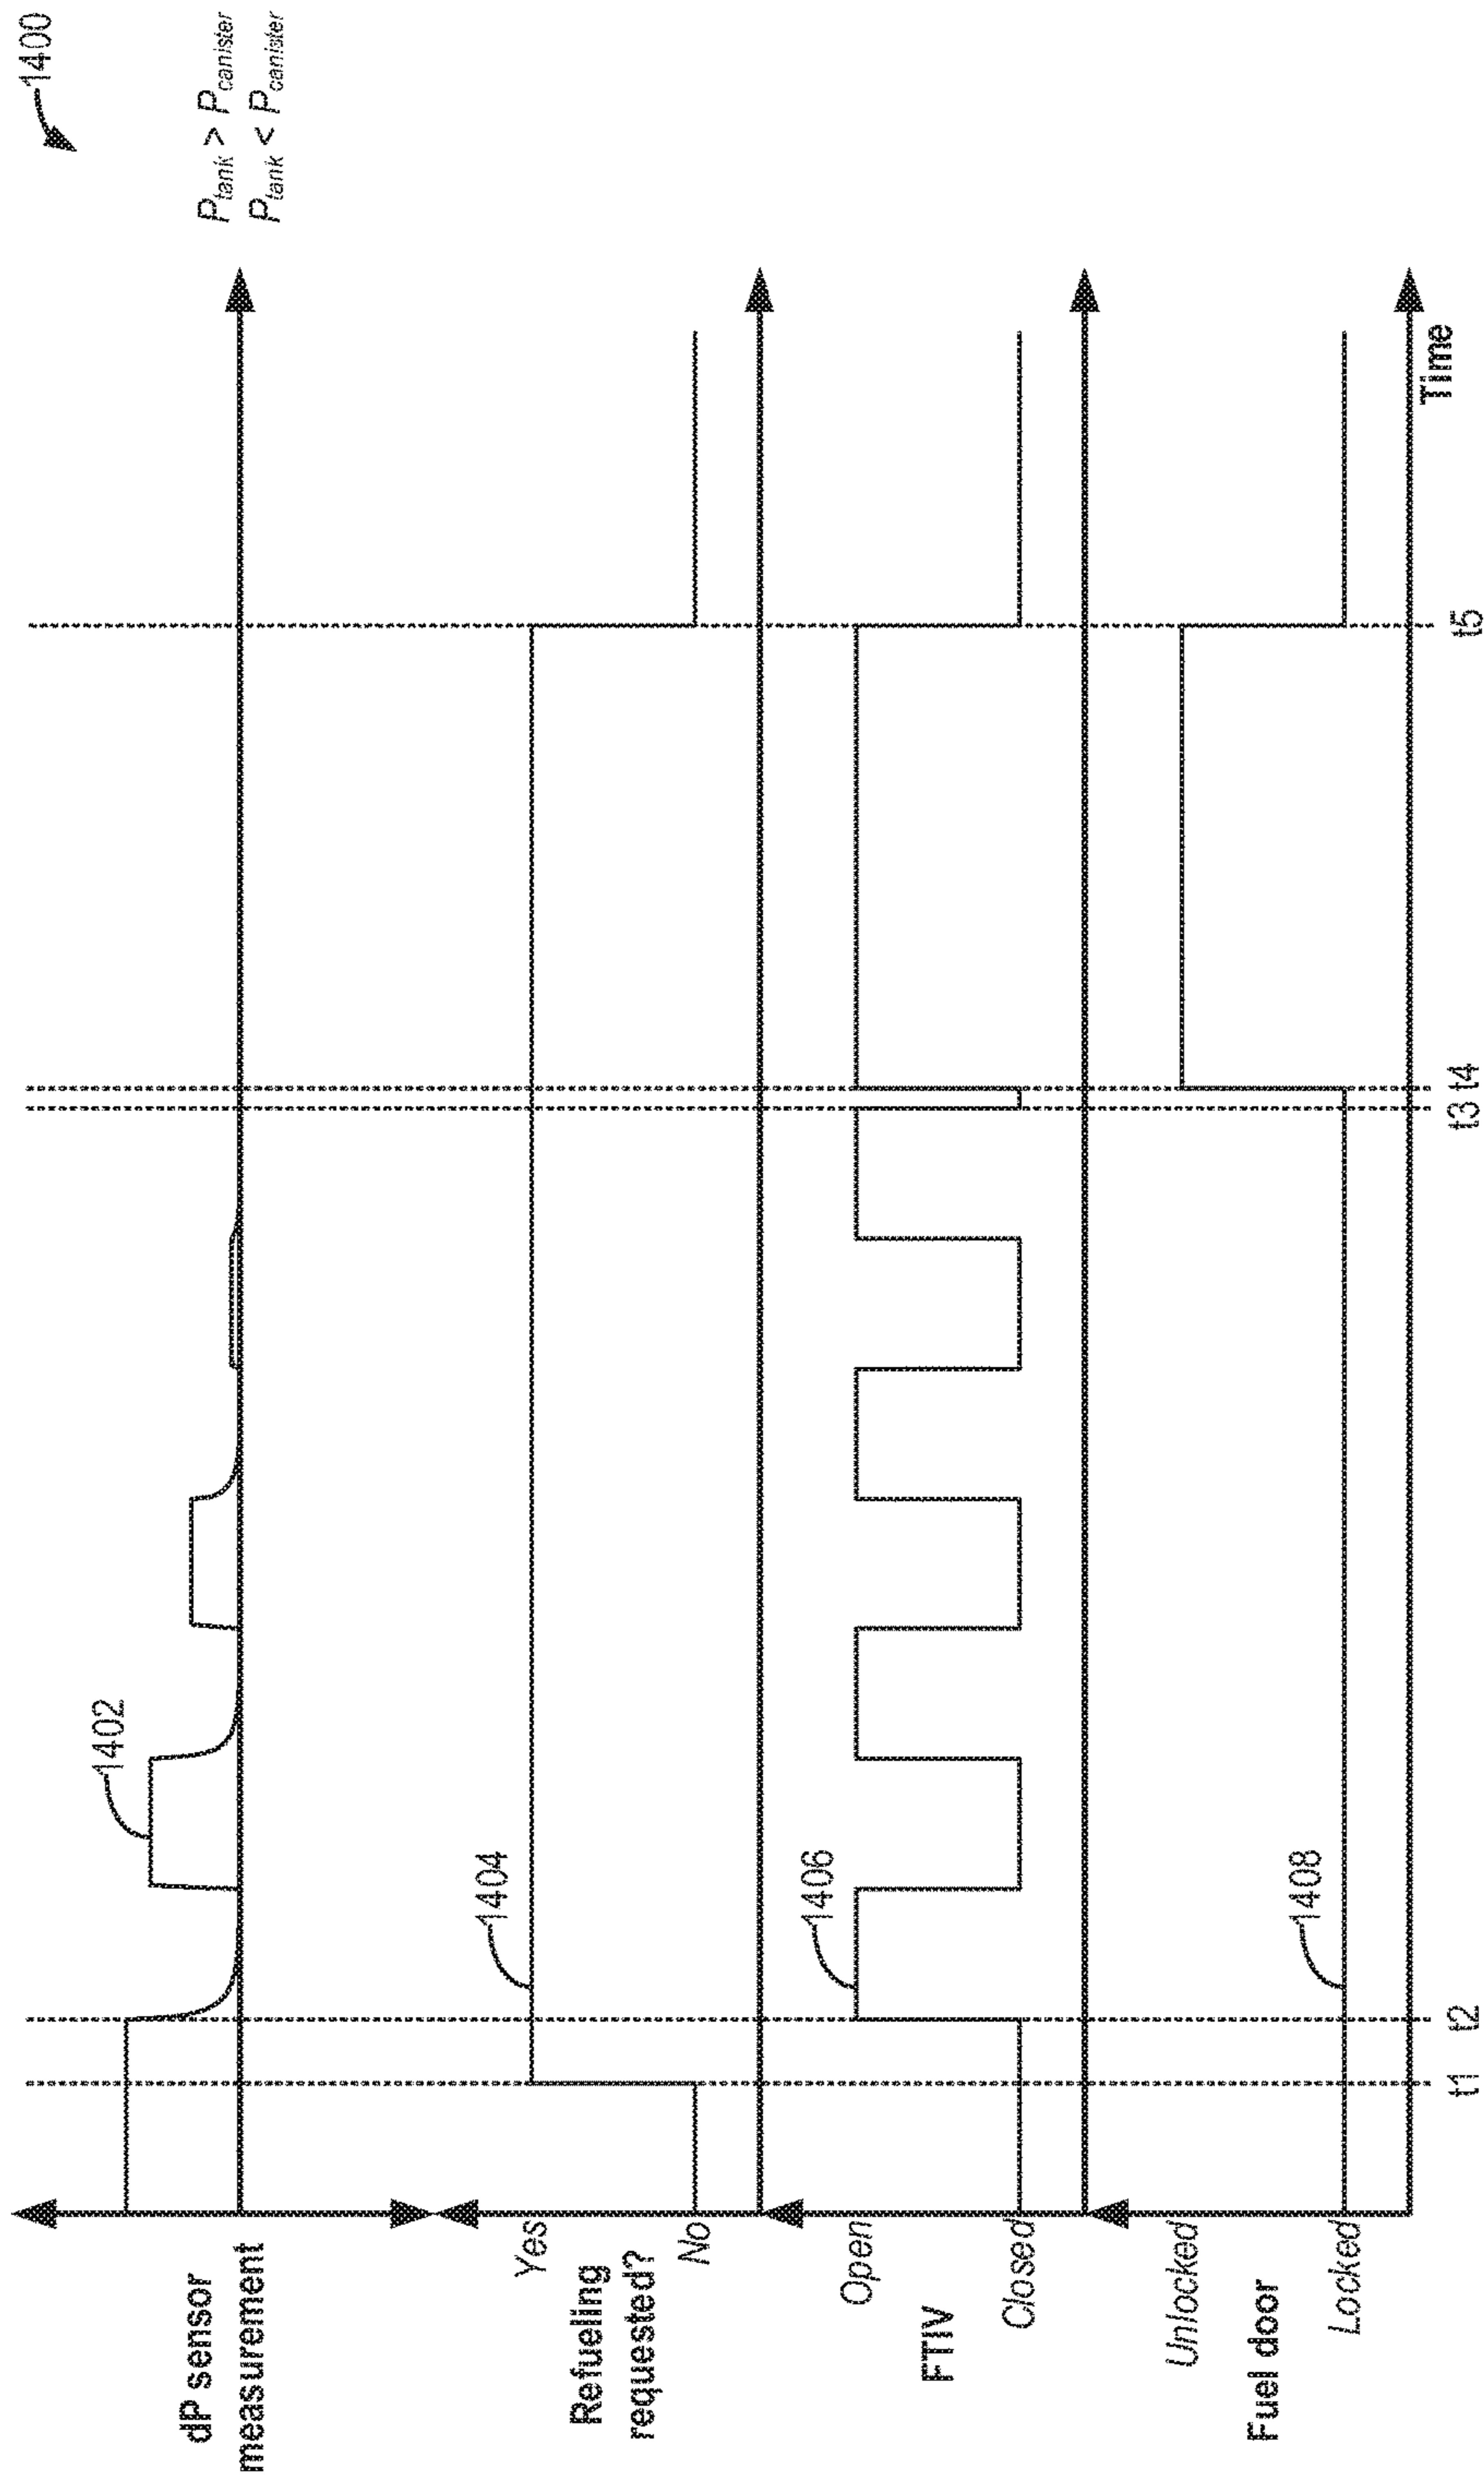 1400
P_tank > P_canister
P_tank < P_canister
dP sensor
measurement
1402
Refueling
requested?
Yes
No
1404
FTIV
Open
Closed
1406
Fuel door
Unlocked
Locked
1408
t1
t2
t3
t4
t5
Time